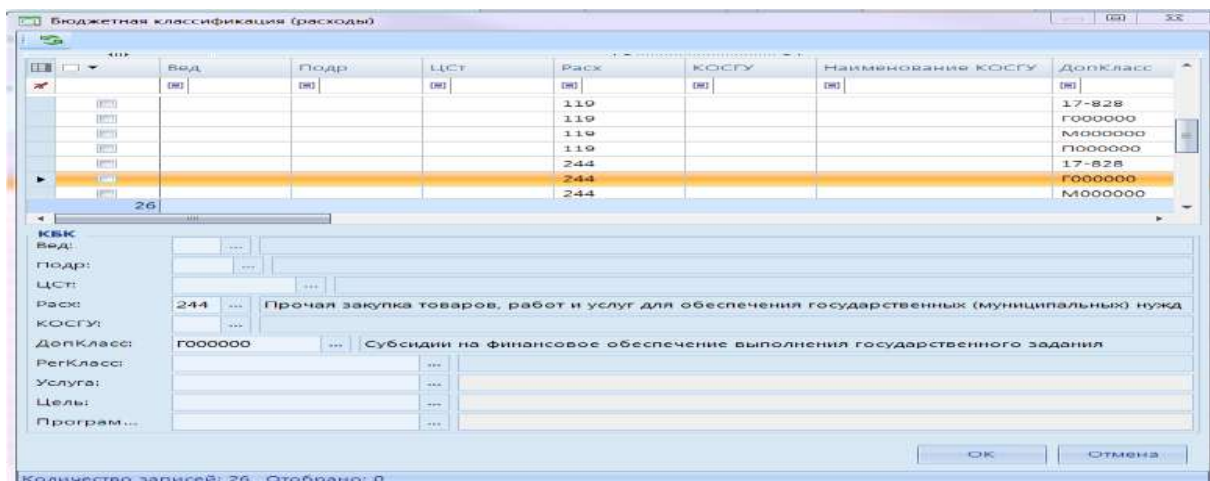 Бюджетная классификация (расходы)
Вед Подр ЦСт Расх КОСГУ Наименование КОСГУ ДопКласс
119 17-828
119 Г000000
119 М000000
119 П000000
244 17-828
244 Г000000
244 М000000
26
КБК
Вед: ...
Подр: ...
ЦСт: ...
Расх: 244 ... Прочая закупка товаров, работ и услуг для обеспечения государственных (муниципальных) нужд
КОСГУ: ...
ДопКласс: Г000000 ... Субсидии на финансовое обеспечение выполнения государственного задания
РегКласс: ...
Услуга: ...
Цель: ...
Програм... ...
ОК Отмена
Количество записей: 26 Отобрано: 0